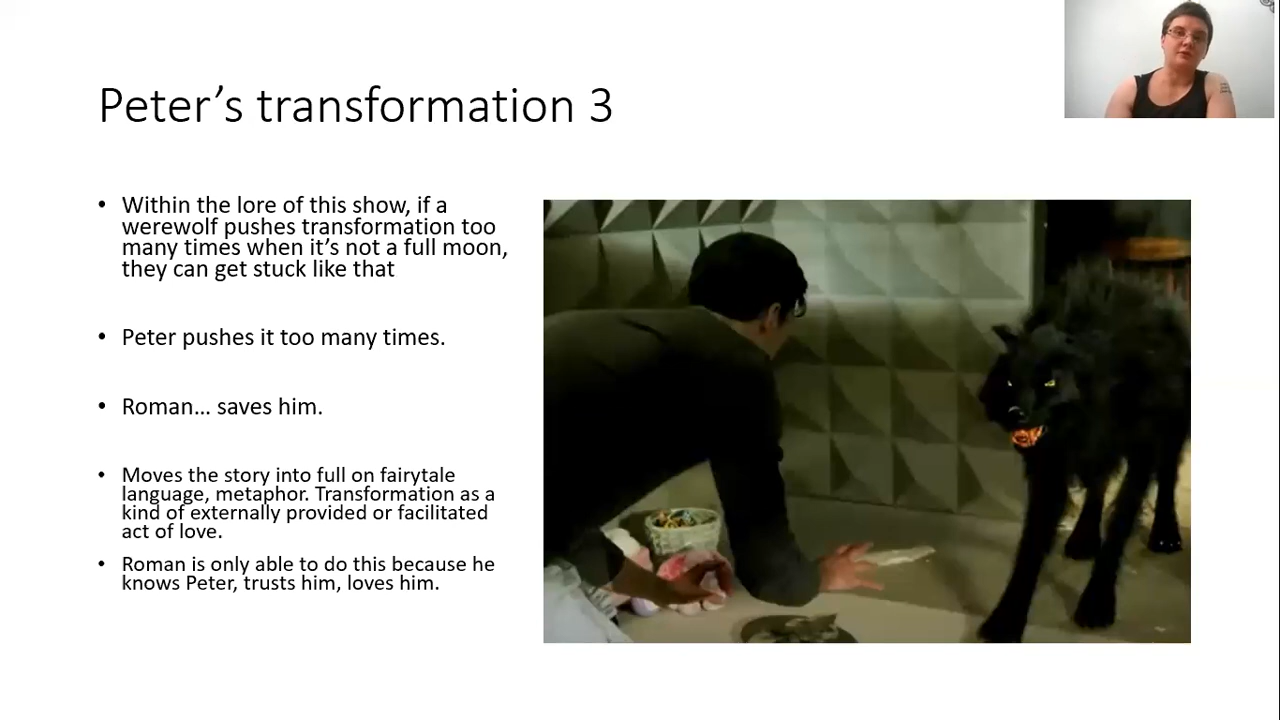 Peter’s transformation 3
• Within the lore of this show, if a
werewolf pushes transformation too
many times when it’s not a full moon,
they can get stuck like that
• Peter pushes it too many times.
• Roman… saves him.
• Moves the story into full on fairytale
language, metaphor. Transformation as a
kind of externally provided or facilitated
act of love.
• Roman is only able to do this because he
knows Peter, trusts him, loves him.